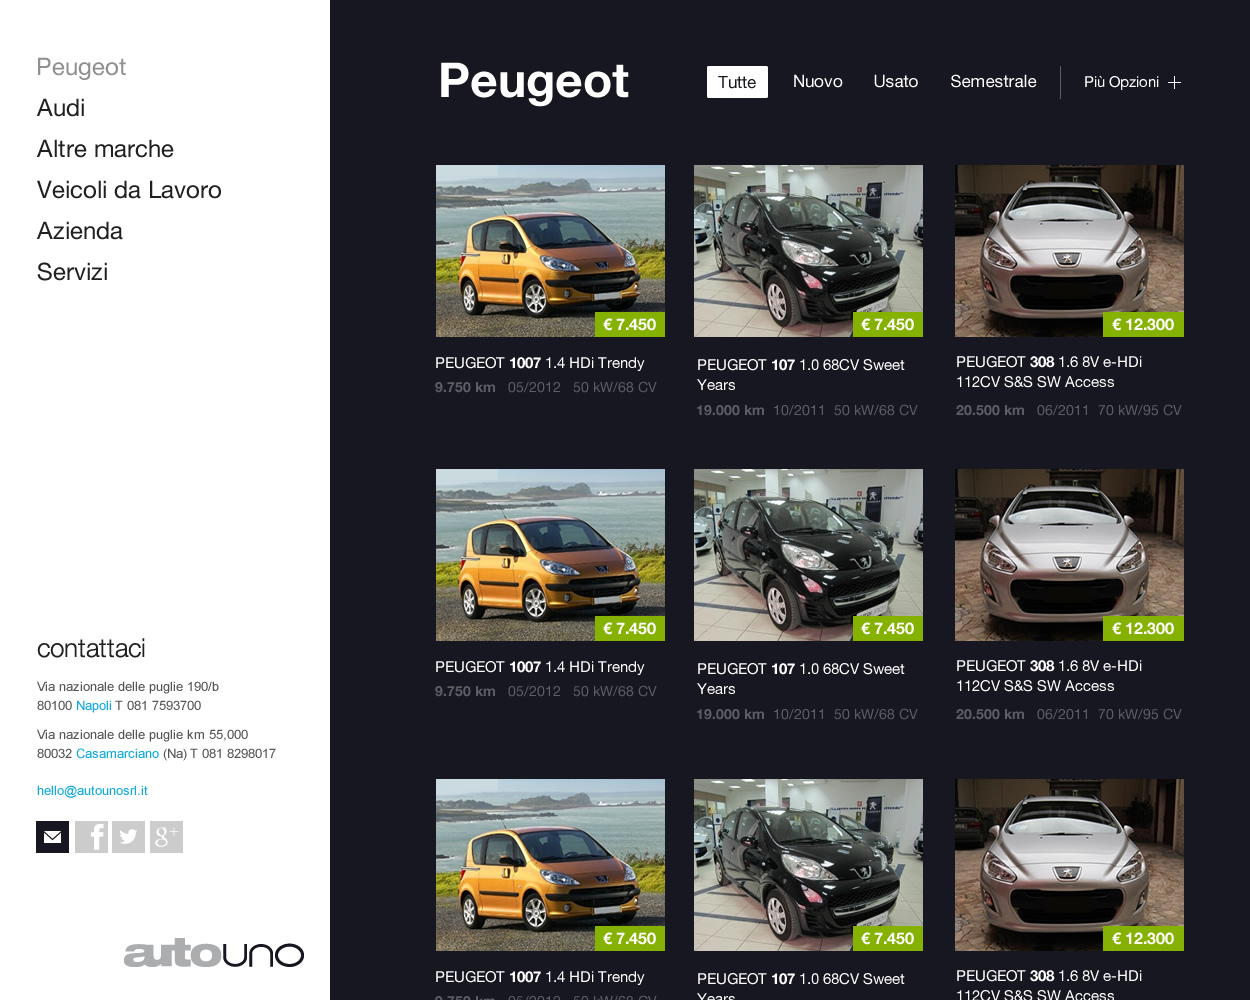 Peugeot
Audi
Altre marche
Veicoli da Lavoro
Azienda
Servizi
contattaci
Via nazionale delle puglie 190/b
80100 Napoli T 081 7593700
Via nazionale delle puglie km 55,000
80032 Casamarciano (Na) T 081 8298017
hello@autounosrl.it
autouno
Peugeot
Tutte Nuovo Usato Semestrale Più Opzioni +
€ 7.450 € 7.450 € 12.300
PEUGEOT 1007 1.4 HDi Trendy
9.750 km 05/2012 50 kW/68 CV
PEUGEOT 107 1.0 68CV Sweet
Years
19.000 km 10/2011 50 kW/68 CV
PEUGEOT 308 1.6 8V e-HDi
112CV S&S SW Access
20.500 km 06/2011 70 kW/95 CV
€ 7.450 € 7.450 € 12.300
PEUGEOT 1007 1.4 HDi Trendy
9.750 km 05/2012 50 kW/68 CV
PEUGEOT 107 1.0 68CV Sweet
Years
19.000 km 10/2011 50 kW/68 CV
PEUGEOT 308 1.6 8V e-HDi
112CV S&S SW Access
20.500 km 06/2011 70 kW/95 CV
€ 7.450 € 7.450 € 12.300
PEUGEOT 1007 1.4 HDi Trendy
9.750 km 05/2012 50 kW/68 CV
PEUGEOT 107 1.0 68CV Sweet
Years
PEUGEOT 308 1.6 8V e-HDi
112CV S&S SW Access